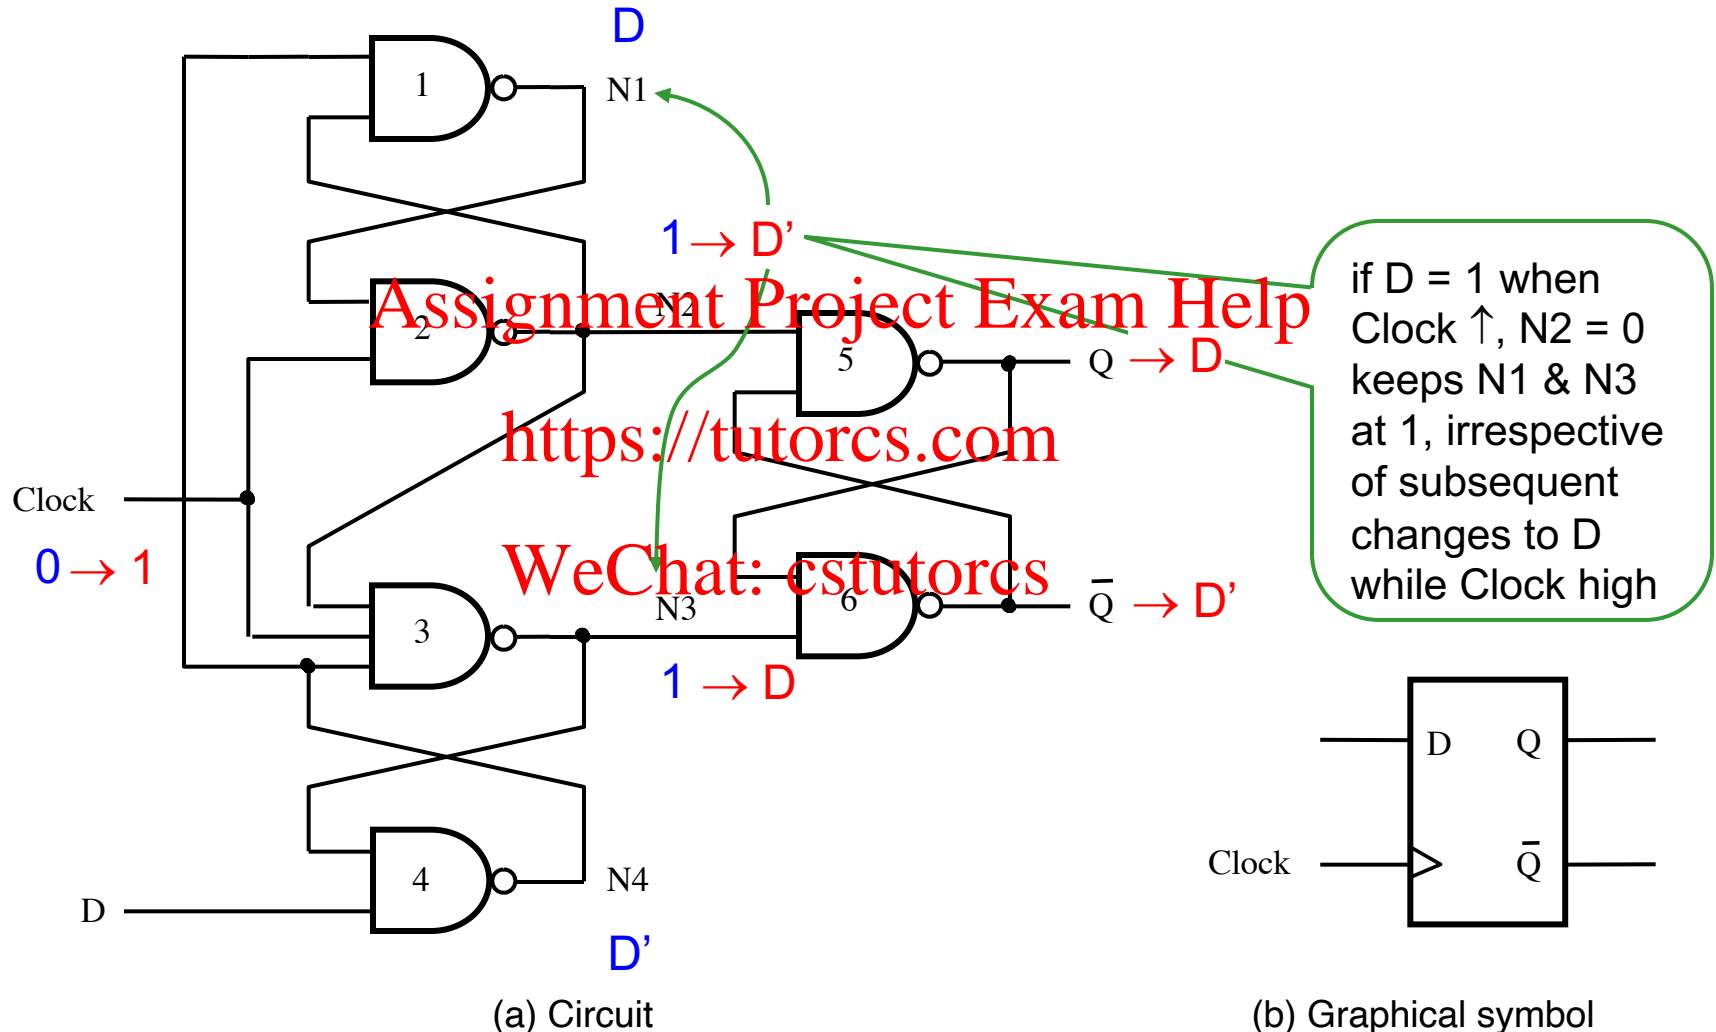 D
1
N1
1 → D’
Assignment Project Exam Help
N2
2
5
Q → D
if D = 1 when
Clock ↑, N2 = 0
keeps N1 & N3
at 1, irrespective
of subsequent
changes to D
while Clock high
https://tutorcs.com
Clock
0 → 1
WeChat: cstutorcs
N3
6
Q̅ → D’
3
1 → D
4
N4
D
D’
D Q
Clock
Q̅
(a) Circuit
(b) Graphical symbol